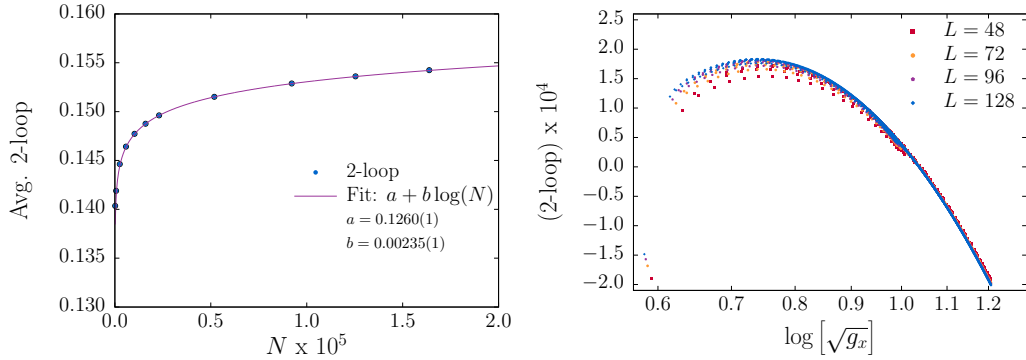 0.160
0.155
0.150
0.145
0.140
0.135
0.130
0.0
0.5
1.0
1.5
2.0
Avg. 2-loop
N x 10^5
2-loop
Fit: a + b log(N)
a = 0.1260(1)
b = 0.00235(1)
2.5
2.0
1.5
1.0
0.5
0.0
−0.5
−1.0
−1.5
−2.0
0.6
0.7
0.8
0.9
1.0
1.1
1.2
(2-loop) x 10^4
log[√g_x]
L = 48
L = 72
L = 96
L = 128